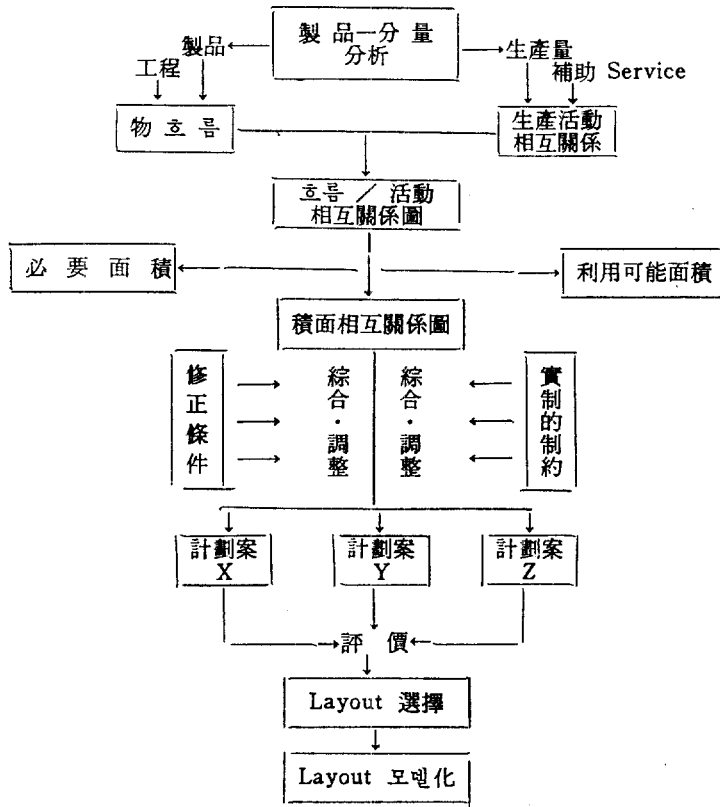 製品—分量
分析
製品
生產量
工程
補助 Service
物흐름
生產活動
相互關係
흐름 / 活動
相互關係圖
必要面積
利用可能面積
積面相互關係圖
修正條件
綜合·調整
綜合·調整
實制的制約
計劃案
X
計劃案
Y
計劃案
Z
評價
Layout 選擇
Layout 모델化